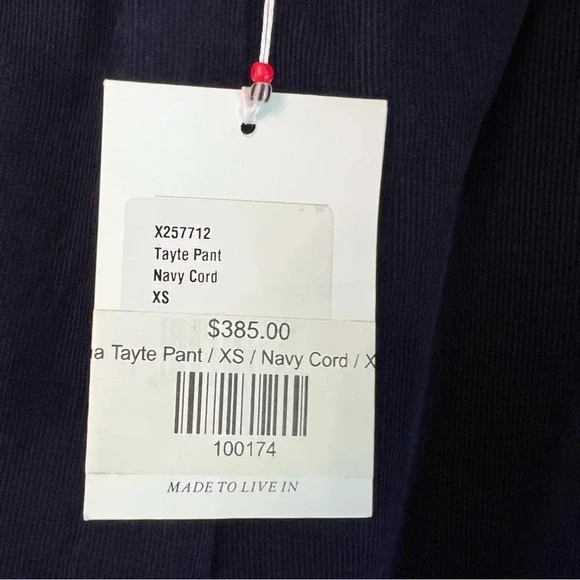 X257712
Tayte Pant
Navy Cord
XS
$385.00
a Tayte Pant / XS / Navy Cord / X
100174
MADE TO LIVE IN